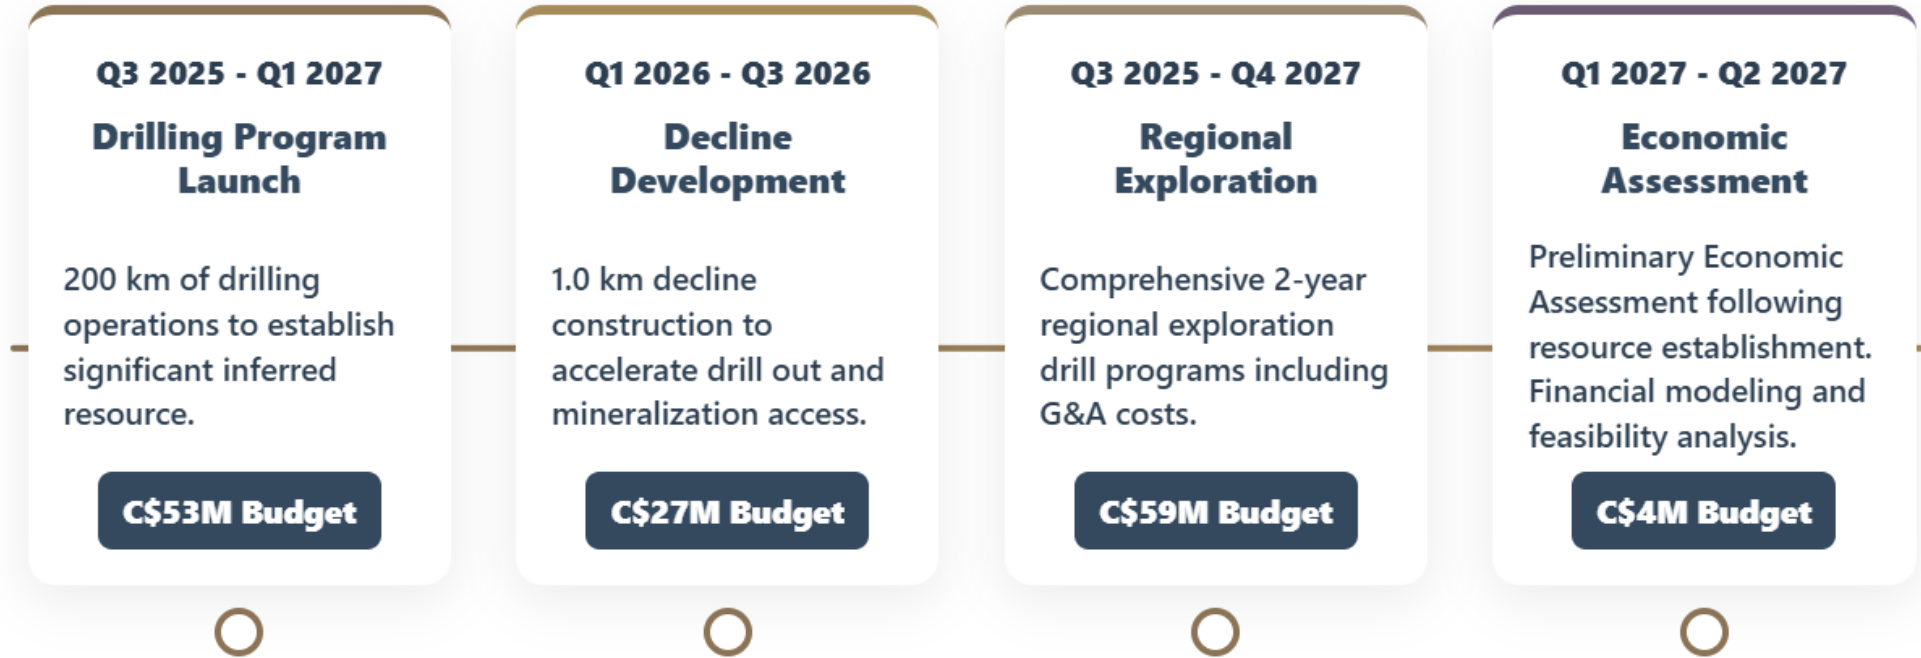 Q3 2025 - Q1 2027
Drilling Program
Launch
200 km of drilling
operations to establish
significant inferred
resource.
C$53M Budget
Q1 2026 - Q3 2026
Decline
Development
1.0 km decline
construction to
accelerate drill out and
mineralization access.
C$27M Budget
Q3 2025 - Q4 2027
Regional
Exploration
Comprehensive 2-year
regional exploration
drill programs including
G&A costs.
C$59M Budget
Q1 2027 - Q2 2027
Economic
Assessment
Preliminary Economic
Assessment following
resource establishment.
Financial modeling and
feasibility analysis.
C$4M Budget